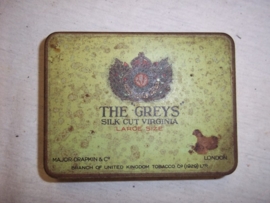 THE GREYS
SILK CUT VIRGINIA
LARGE SIZE
MAJOR DRAPKIN & Co. LONDON
BRANCH OF UNITED KINGDOM TOBACCO Co (1929) LTD.